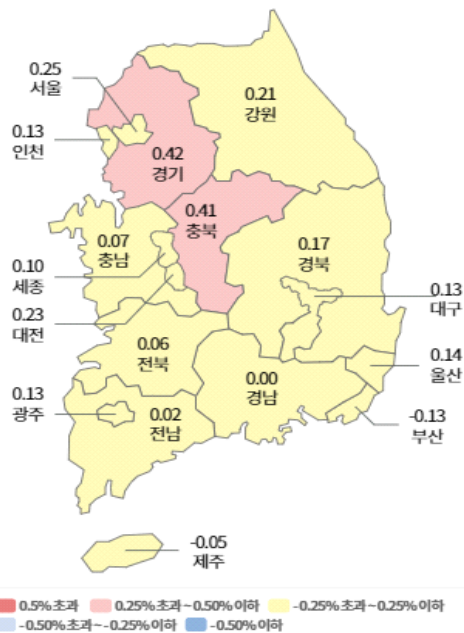 0.25
서울
0.21
강원
0.13
인천
0.42
경기
0.41
충북
0.07
충남
0.17
경북
0.10
세종
0.13
대구
0.23
대전
0.06
전북
0.14
울산
0.00
경남
0.13
광주
0.02
전남
-0.13
부산
-0.05
제주
0.5% 초과 0.25% 초과~0.50% 이하 -0.25% 초과~0.25% 이하
-0.50% 초과~-0.25% 이하 -0.50% 이하